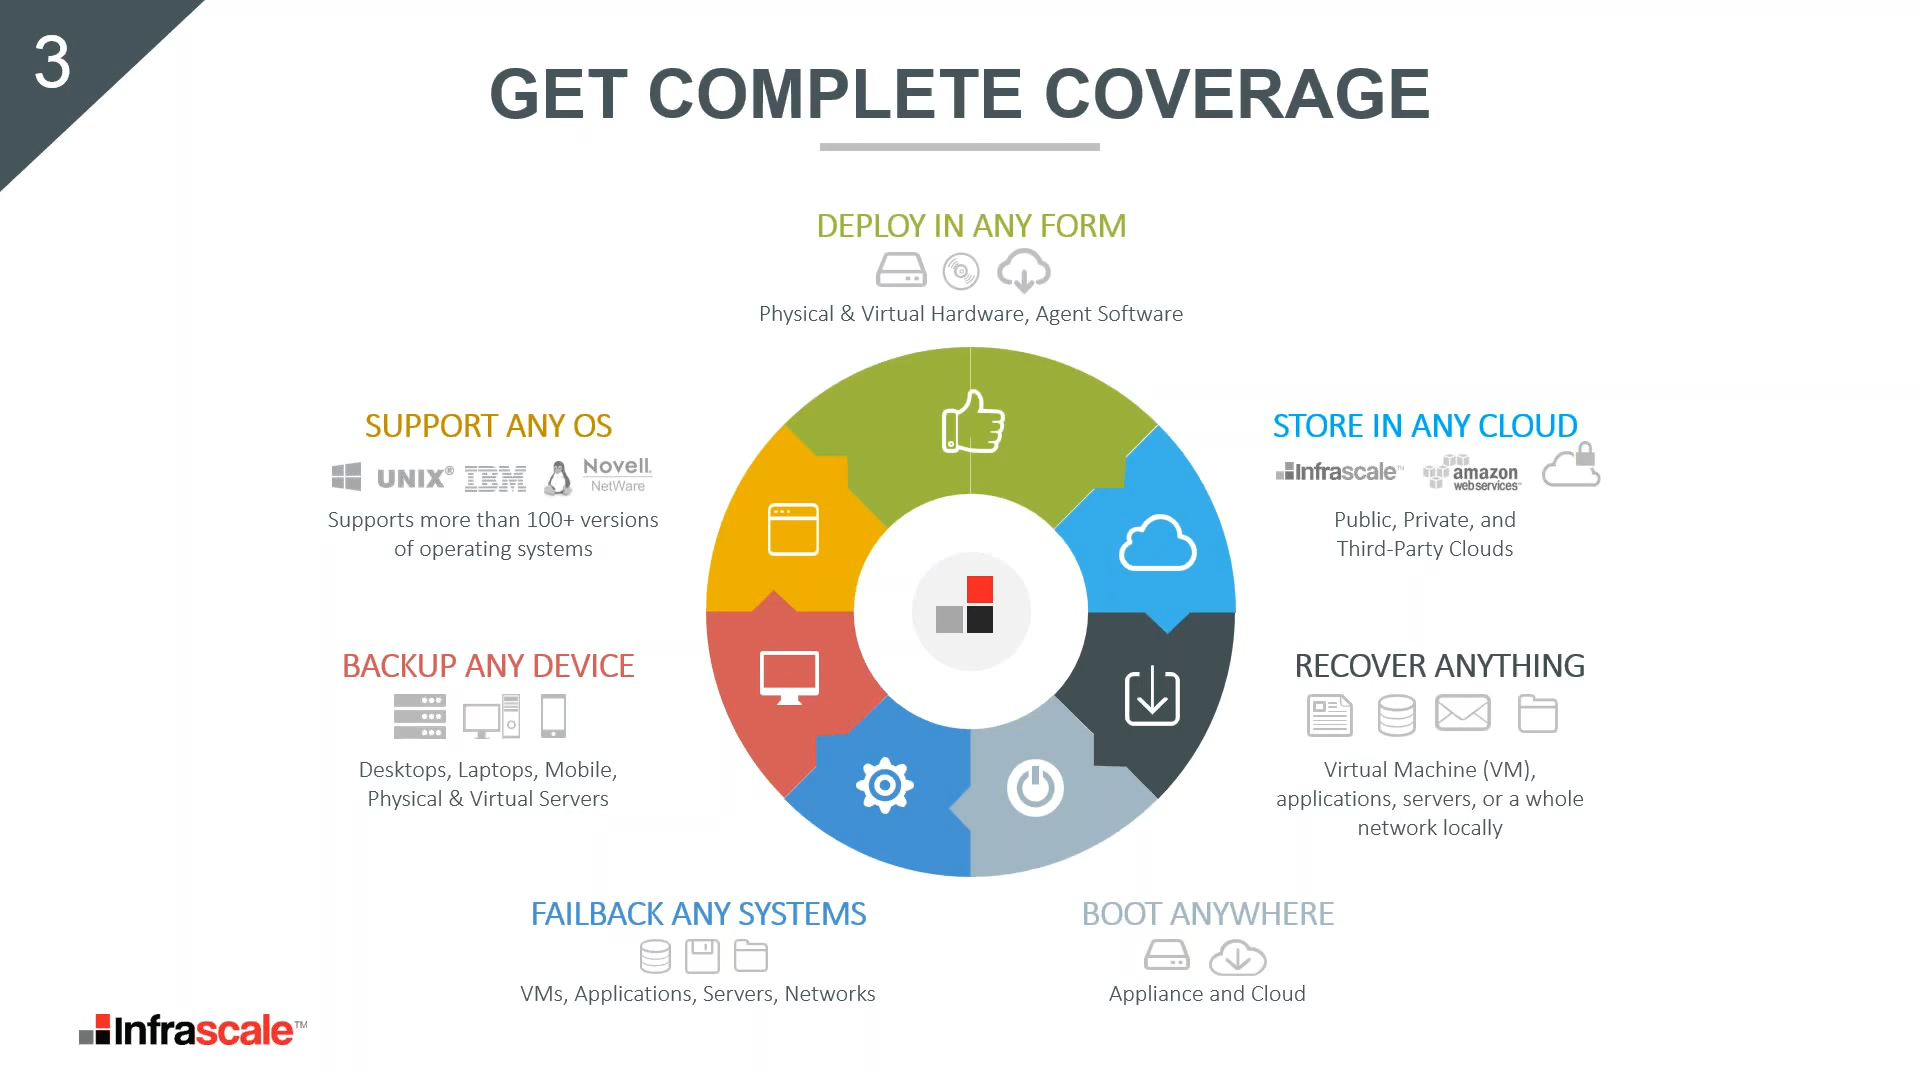 3
GET COMPLETE COVERAGE
DEPLOY IN ANY FORM
Physical & Virtual Hardware, Agent Software
SUPPORT ANY OS
UNIX® IBM Novell® NetWare
Supports more than 100+ versions
of operating systems
STORE IN ANY CLOUD
Infrascale™ amazon web services™
Public, Private, and
Third-Party Clouds
BACKUP ANY DEVICE
Desktops, Laptops, Mobile,
Physical & Virtual Servers
RECOVER ANYTHING
Virtual Machine (VM),
applications, servers, or a whole
network locally
FAILBACK ANY SYSTEMS
VMs, Applications, Servers, Networks
BOOT ANYWHERE
Appliance and Cloud
Infrascale™